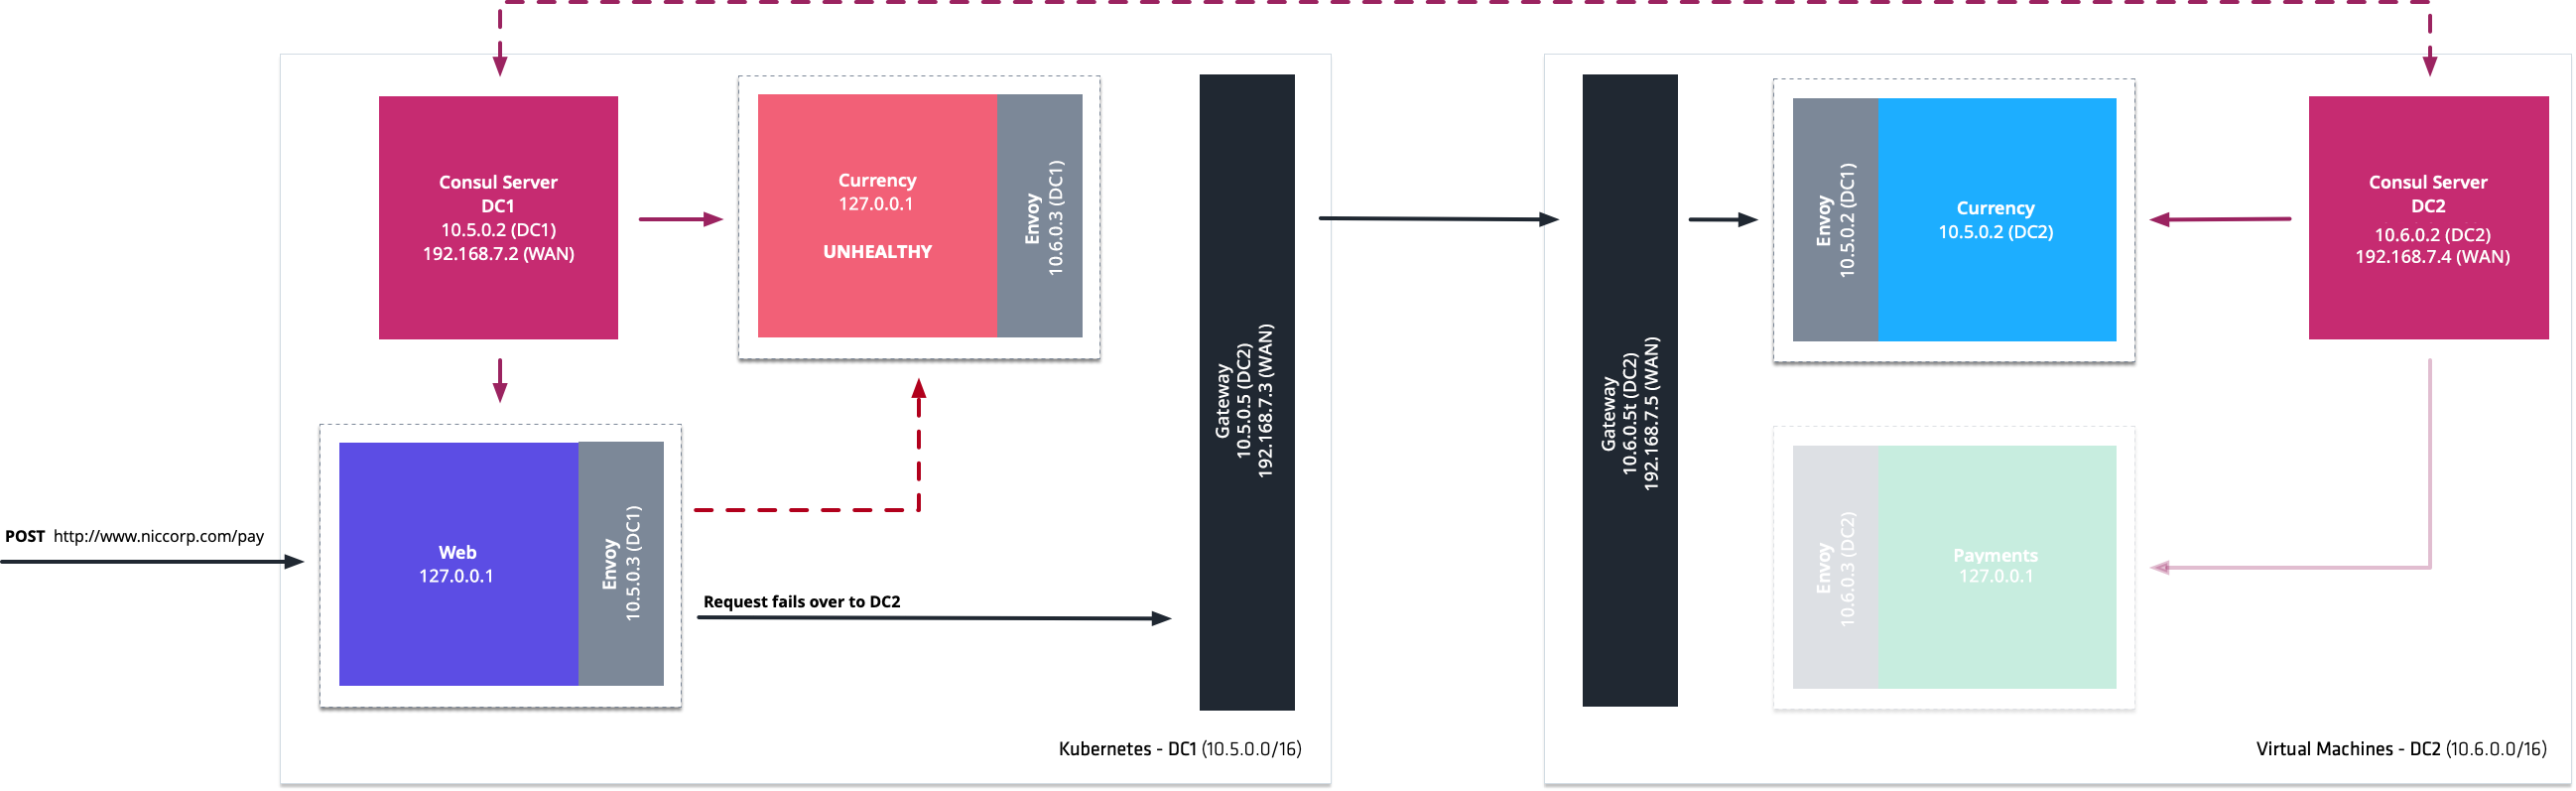 Consul Server
DC1
10.5.0.2 (DC1)
192.168.7.2 (WAN)
Currency
127.0.0.1
UNHEALTHY
Envoy
10.6.0.3 (DC1)
POST http://www.niccorp.com/pay
Web
127.0.0.1
Envoy
10.5.0.3 (DC1)
Request fails over to DC2
Gateway
10.5.0.5 (DC2)
192.168.7.3 (WAN)
Kubernetes - DC1 (10.5.0.0/16)
Gateway
10.6.0.5t (DC2)
192.168.7.5 (WAN)
Envoy
10.5.0.2 (DC1)
Currency
10.5.0.2 (DC2)
Consul Server
DC2
10.6.0.2 (DC2)
192.168.7.4 (WAN)
Envoy
10.6.0.3 (DC2)
Payments
127.0.0.1
Virtual Machines - DC2 (10.6.0.0/16)